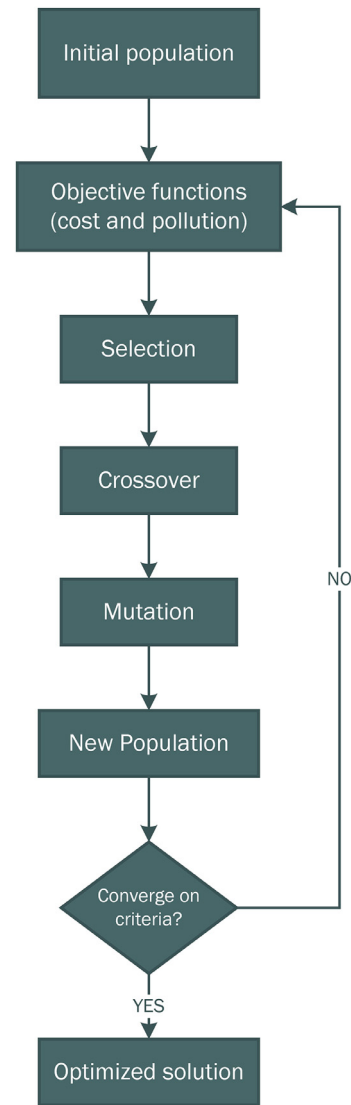 Initial population
Objective functions
(cost and pollution)
Selection
Crossover
Mutation
New Population
Converge on
criteria?
NO
YES
Optimized solution